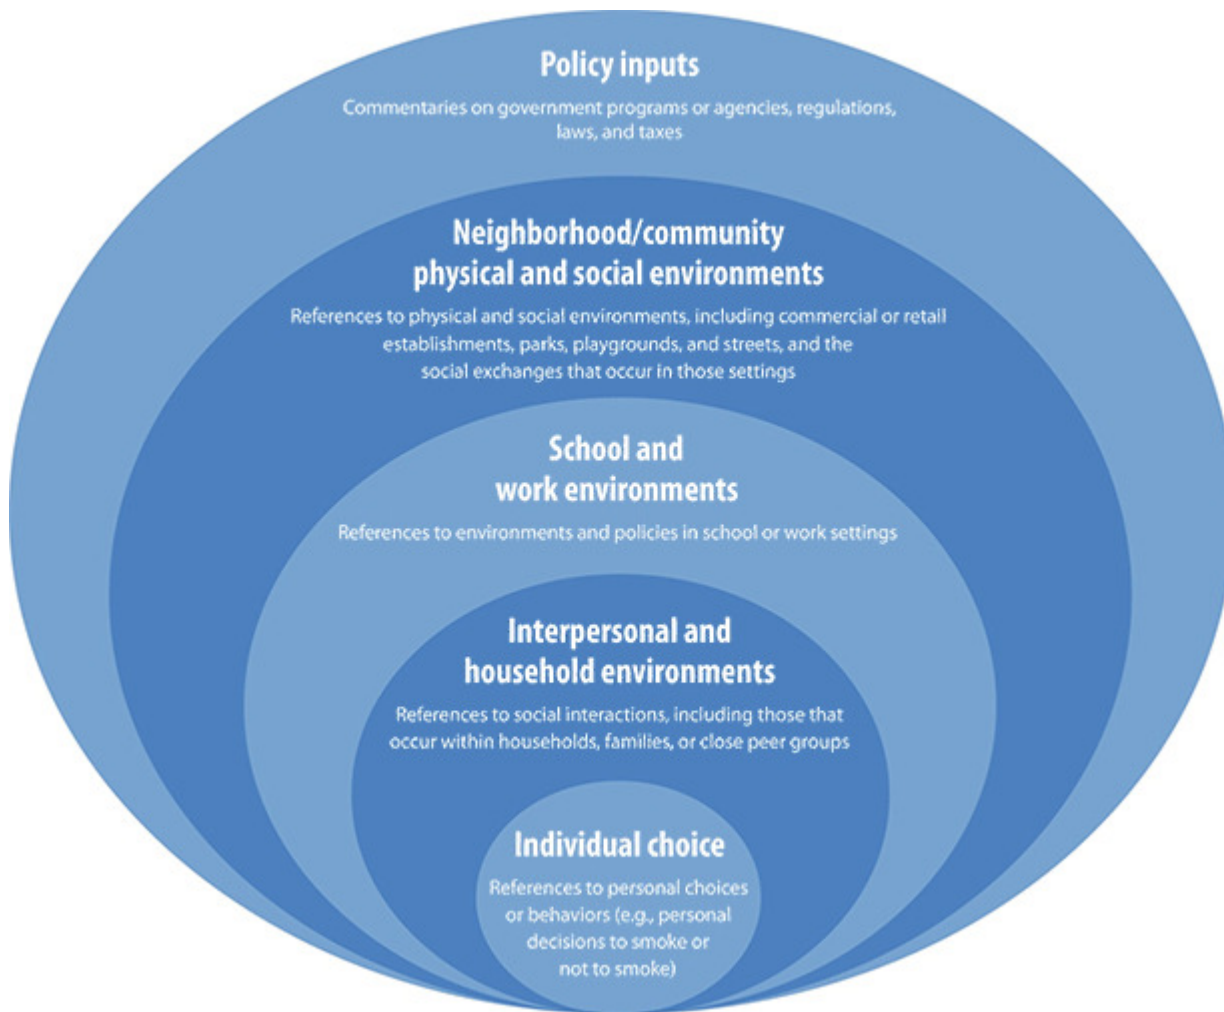 Policy inputs
Commentaries on government programs or agencies, regulations,
laws, and taxes
Neighborhood/community
physical and social environments
References to physical and social environments, including commercial or retall
establishments, parks, playgrounds, and streets, and the
social exchanges that occur in those settings
School and
work environments
References to environments and policies in school or work settings
Interpersonal and
household environments
References to social interactions, including those that
occur within households, families, or close peer groups
Individual choice
References to personal choices
or behaviors (e.g., personal
decisions to smoke or
not to smoke)